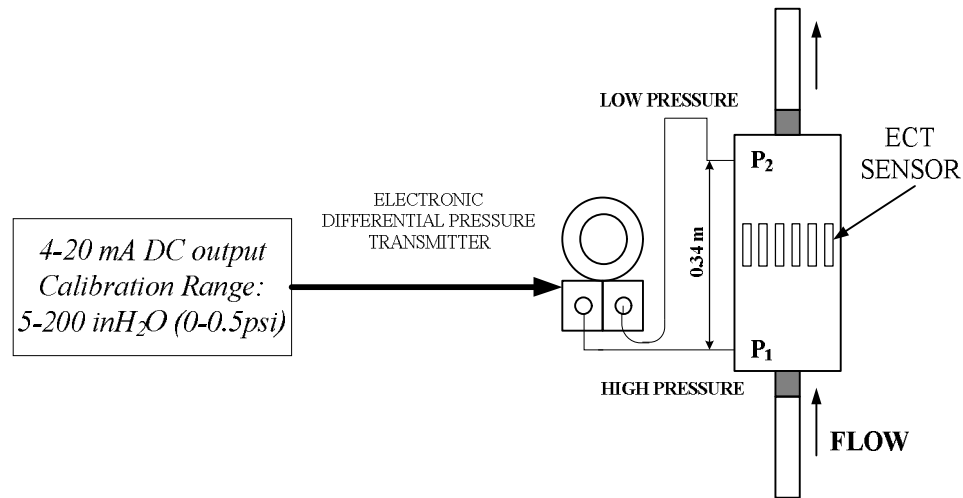 LOW PRESSURE
P₂
ECT
SENSOR
ELECTRONIC
DIFFERENTIAL PRESSURE
TRANSMITTER
4-20 mA DC output
Calibration Range:
5-200 inH₂O (0-0.5psi)
0.34 m
P₁
HIGH PRESSURE
FLOW